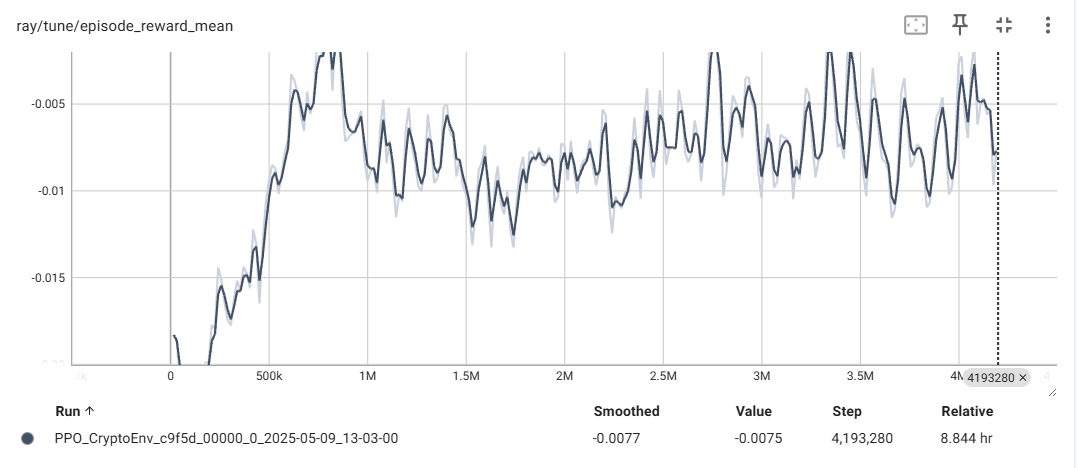 ray/tune/episode_reward_mean
-0.005
-0.01
-0.015
0 500k 1M 1.5M 2M 2.5M 3M 3.5M 4M 4193280 ×
Run ↑ Smoothed Value Step Relative
PPO_CryptoEnv_c9f5d_00000_0_2025-05-09_13-03-00 -0.0077 -0.0075 4,193,280 8.844 hr